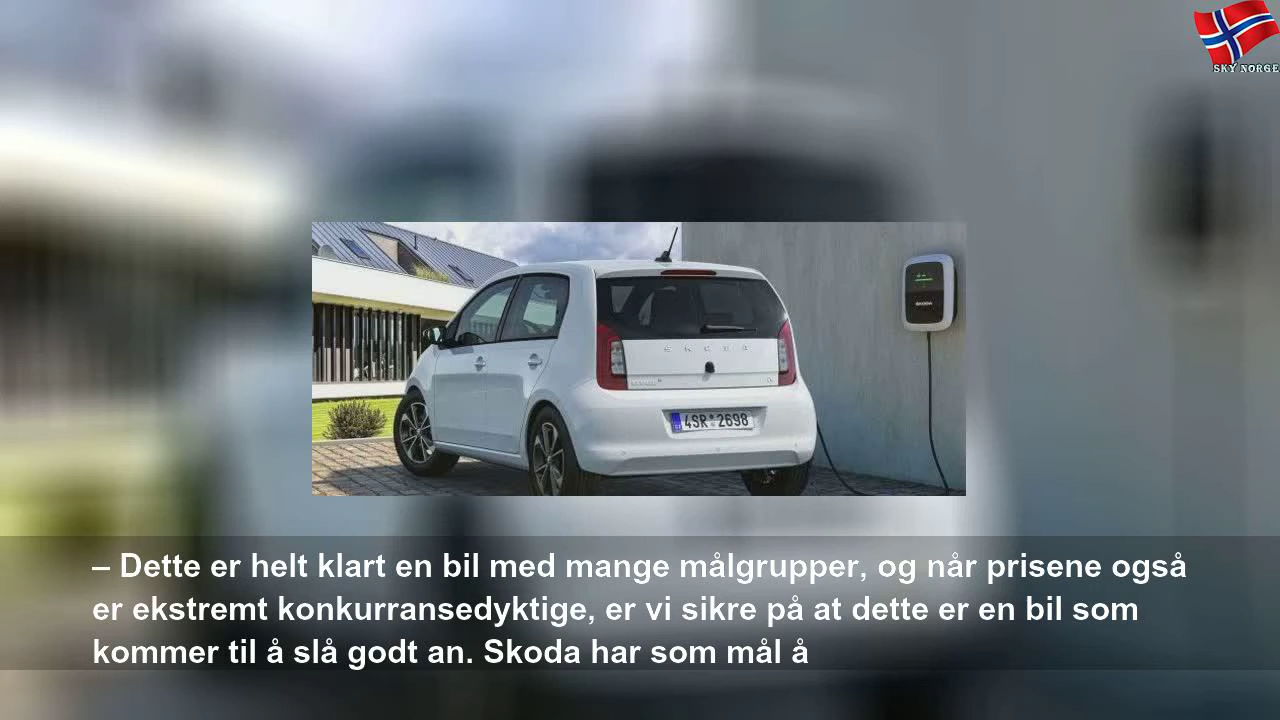 SKY NORGE
SKODA
SKODA
4SR 2698
– Dette er helt klart en bil med mange målgrupper, og når prisene også
er ekstremt konkurransedyktige, er vi sikre på at dette er en bil som
kommer til å slå godt an. Skoda har som mål å